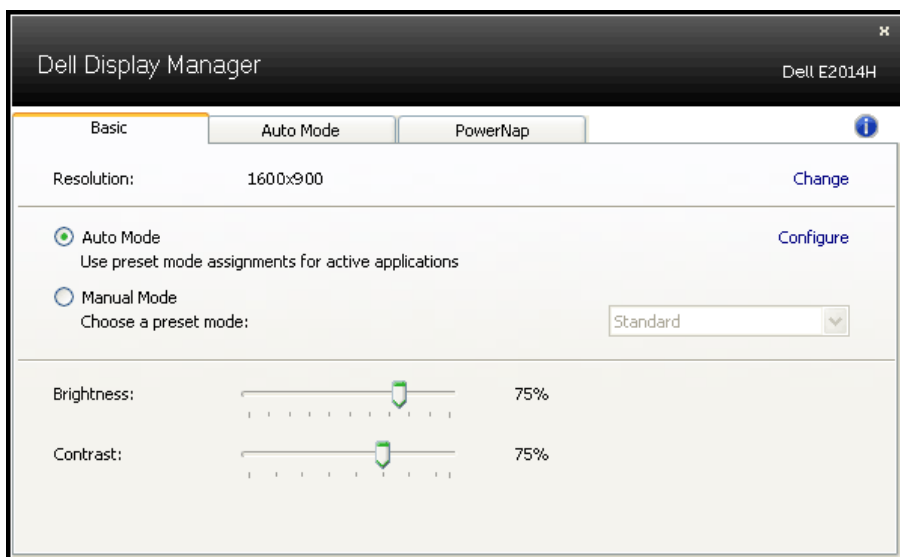 Dell Display Manager
Dell E2014H
Basic
Auto Mode
PowerNap
Resolution:
1600x900
Change
Auto Mode
Configure
Use preset mode assignments for active applications
Manual Mode
Choose a preset mode:
Standard
Brightness:
75%
Contrast:
75%